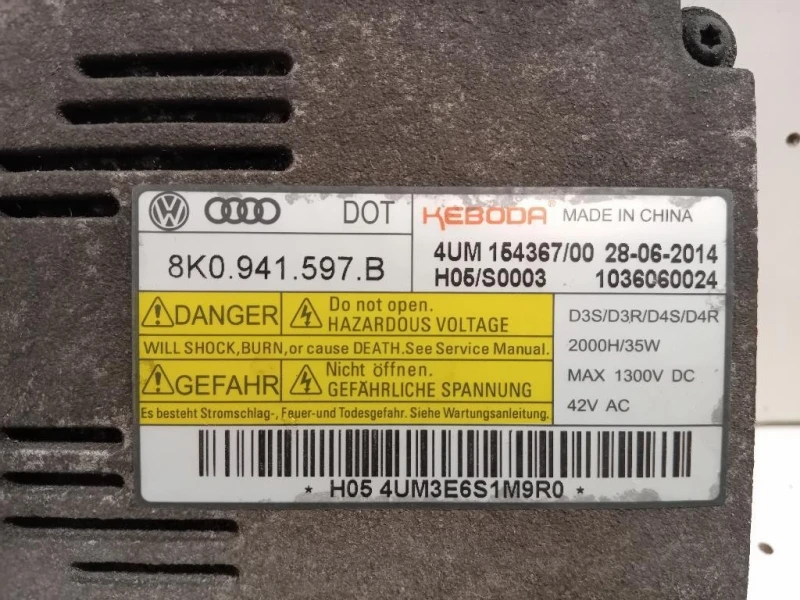 DOT KEBODA MADE IN CHINA
8K0.941.597.B
4UM 154367/00 28-06-2014
H05/S0003 1036060024
DANGER
Do not open.
HAZARDOUS VOLTAGE
WILL SHOCK,BURN,or cause DEATH.See Service Manual.
GEFAHR
Nicht öffnen.
GEFÄHRLICHE SPANNUNG
Es besteht Stromschlag-, Feuer-und Todesgefahr. Siehe Wartungsanleitung.
D3S/D3R/D4S/D4R
2000H/35W
MAX 1300V DC
42V AC
* H05 4UM3E6S1M9R0 *